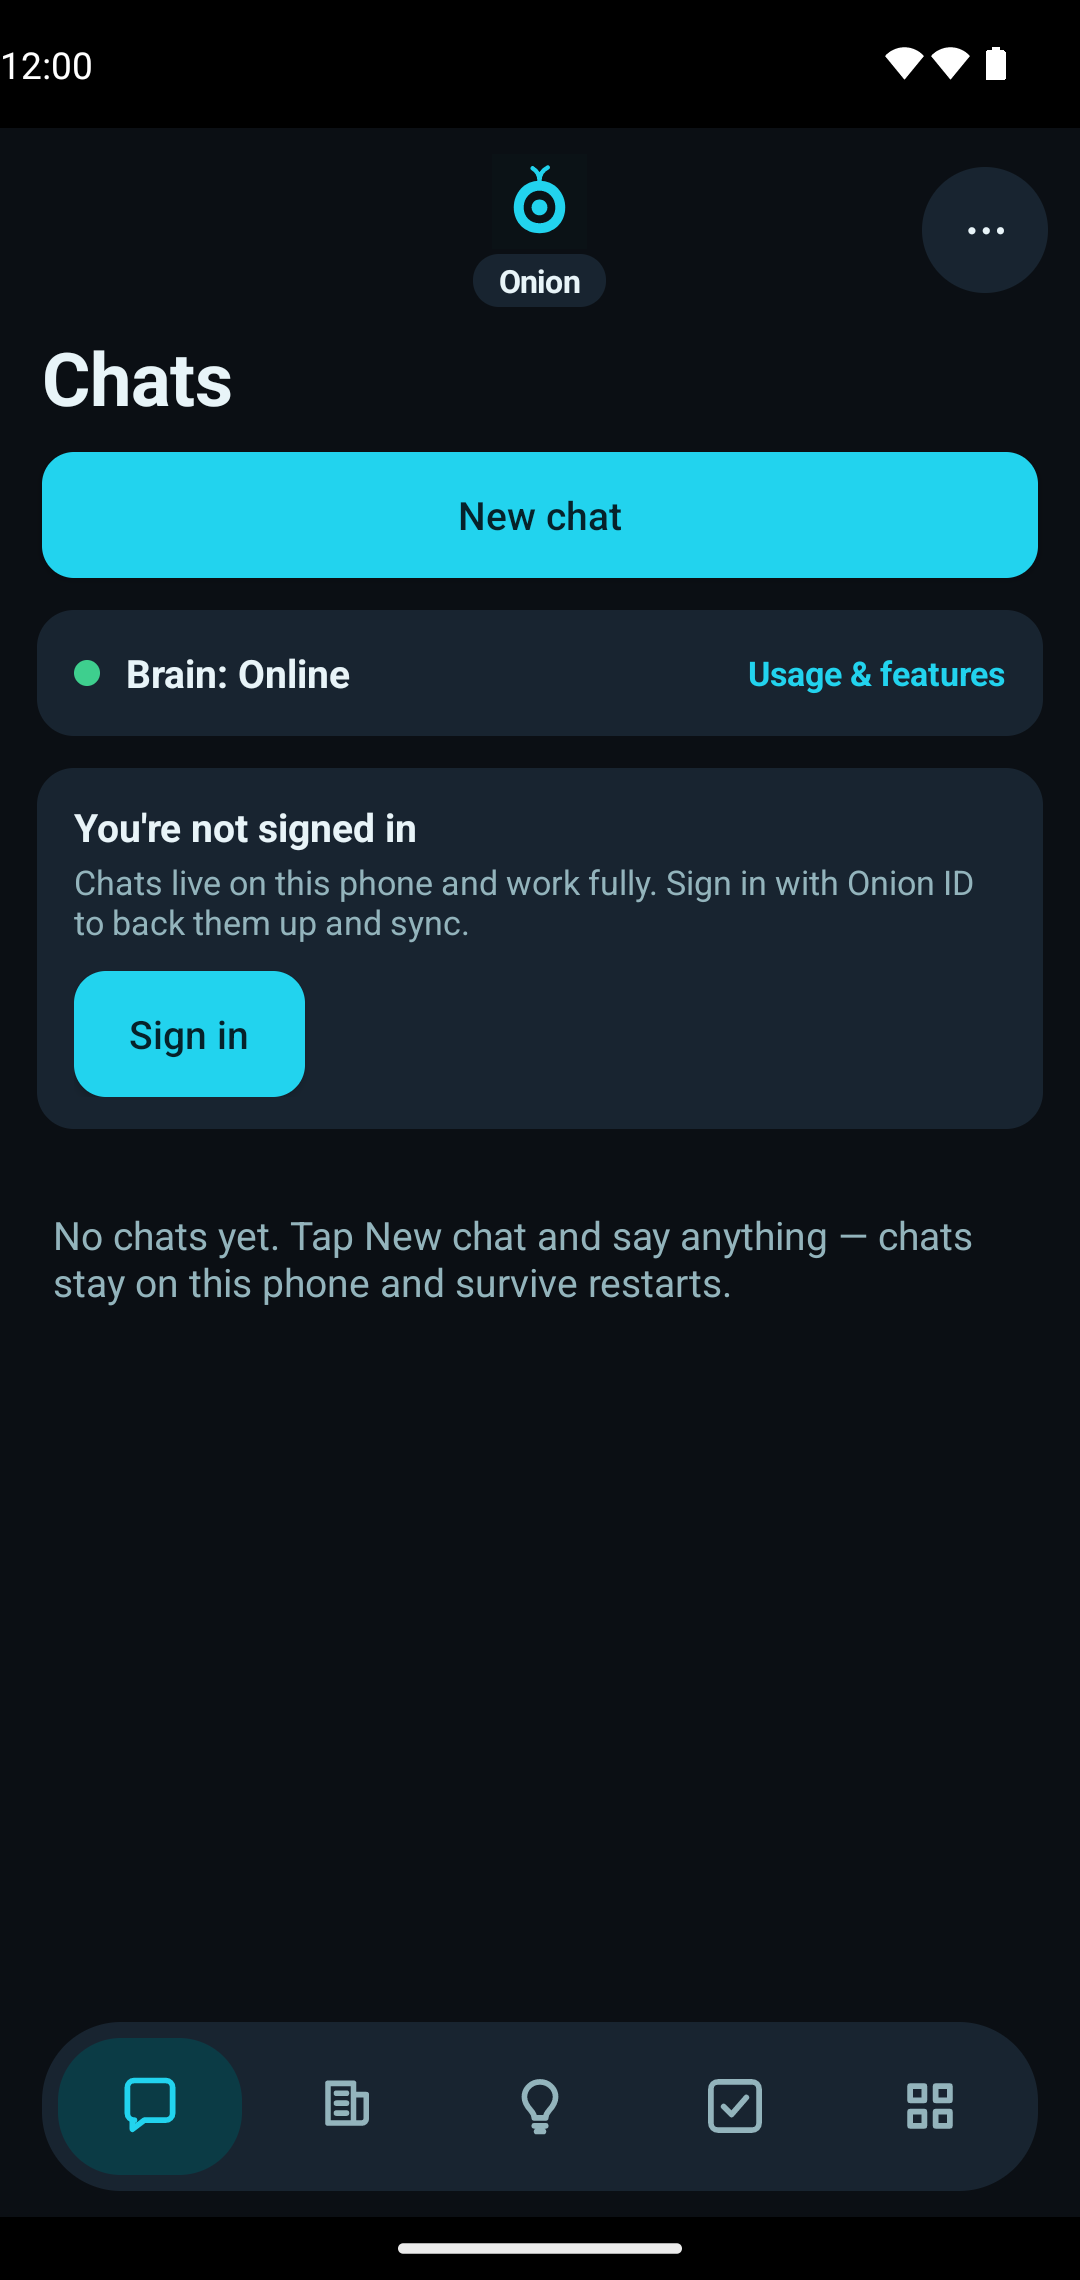 12:00
Onion
Chats
New chat
Brain: Online
Usage & features
You're not signed in
Chats live on this phone and work fully. Sign in with Onion ID
to back them up and sync.
Sign in
No chats yet. Tap New chat and say anything — chats
stay on this phone and survive restarts.